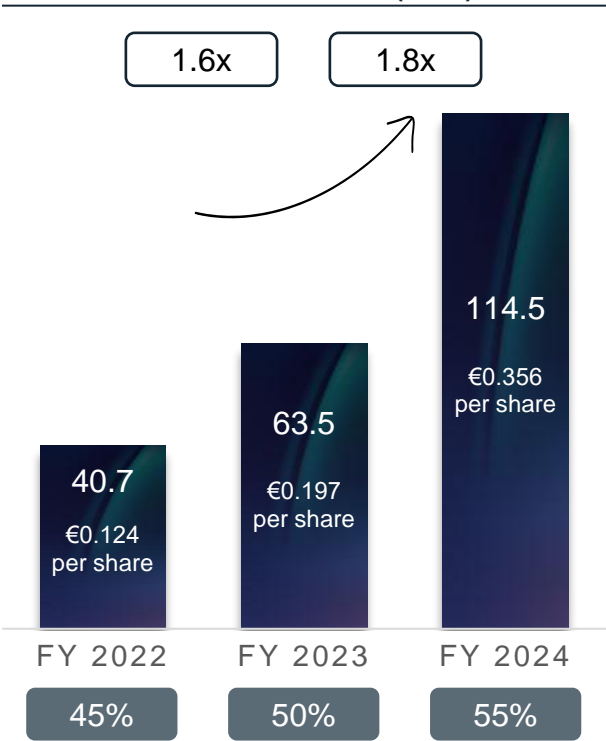 1.6x 1.8x
114.5
€0.356
per share
63.5
€0.197
per share
40.7
€0.124
per share
FY 2022 FY 2023 FY 2024
45% 50% 55%